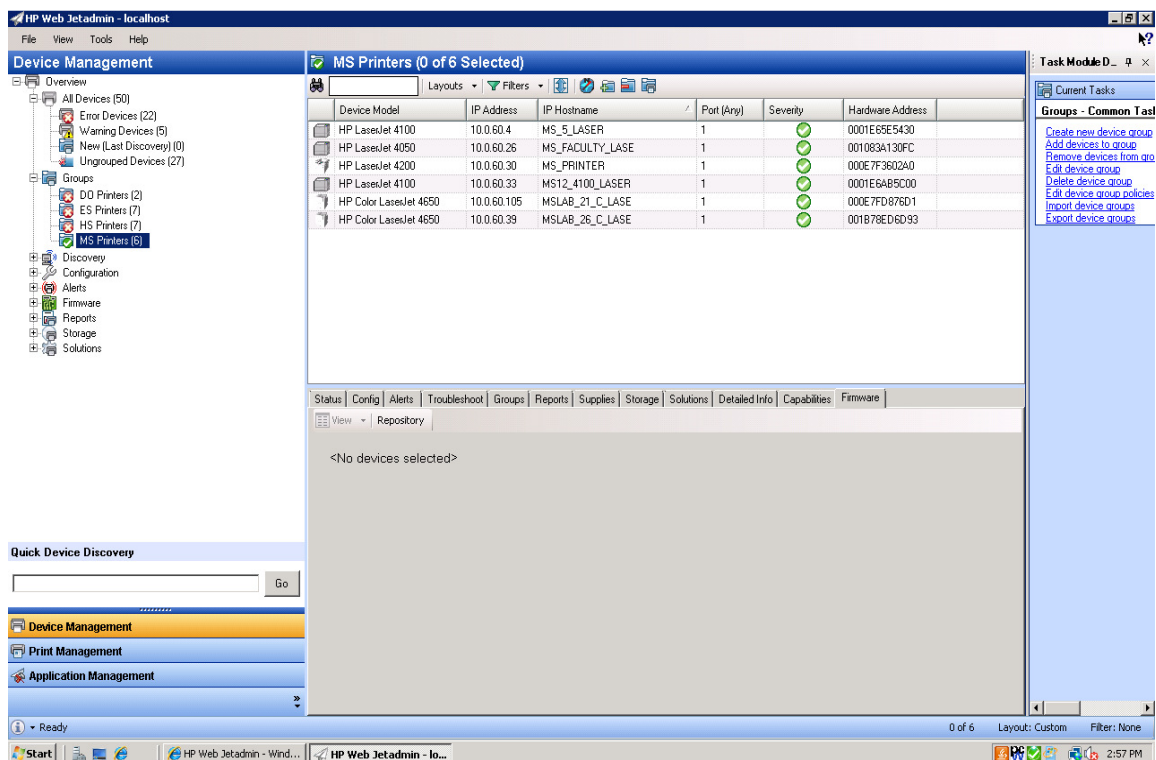 HP Web Jetadmin - localhost
File View Tools Help
Device Management
Overview
All Devices (50)
Error Devices (22)
Warning Devices (5)
New (Last Discovery) (0)
Ungrouped Devices (27)
Groups
DO Printers (2)
ES Printers (7)
HS Printers (7)
MS Printers (6)
Discovery
Configuration
Alerts
Firmware
Reports
Storage
Solutions
Quick Device Discovery
Go
Device Management
Print Management
Application Management
MS Printers (0 of 6 Selected)
Layouts Filters
Device Model IP Address IP Hostname Port (Any) Severity Hardware Address
HP LaserJet 4100 10.0.60.4 MS_5_LASER 1 0001E65E5430
HP LaserJet 4050 10.0.60.26 MS_FACULTY_LASE 1 001083A130FC
HP LaserJet 4200 10.0.60.30 MS_PRINTER 1 000E7F3602A0
HP LaserJet 4100 10.0.60.33 MS12_4100_LASER 1 0001E6AB5C00
HP Color LaserJet 4650 10.0.60.105 MSLAB_21_C_LASE 1 000E7FD876D1
HP Color LaserJet 4650 10.0.60.39 MSLAB_26_C_LASE 1 001B78ED6D93
Status Config Alerts Troubleshoot Groups Reports Supplies Storage Solutions Detailed Info Capabilities Firmware
View Repository
<No devices selected>
Task Module D...
Current Tasks
Groups - Common Tasl
Create new device group
Add devices to group
Remove devices from gro
Edit device group
Delete device group
Edit device group policies
Import device groups
Export device groups
Ready 0 of 6 Layout: Custom Filter: None
Start HP Web Jetadmin - Wind... HP Web Jetadmin - lo... 2:57 PM